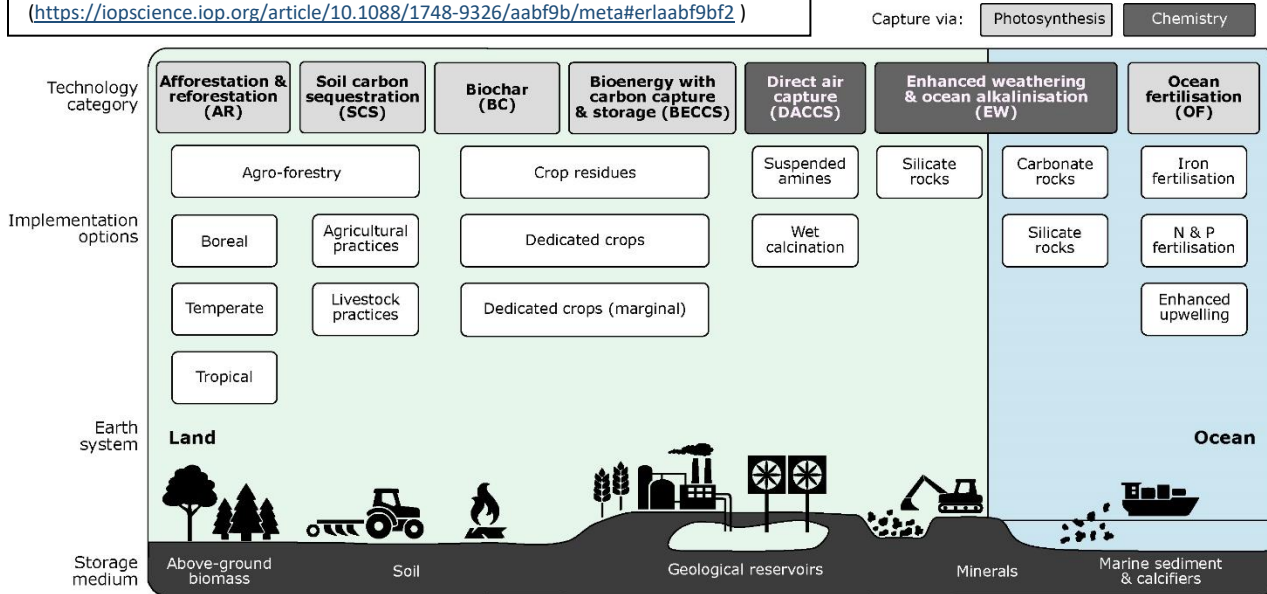 (https://iopscience.iop.org/article/10.1088/1748-9326/aabf9b/meta#erlaabf9bf2 )
Capture via:
Photosynthesis
Chemistry
Technology
category
Afforestation &
reforestation
(AR)
Soil carbon
sequestration
(SCS)
Biochar
(BC)
Bioenergy with
carbon capture
& storage (BECCS)
Direct air
capture
(DACCS)
Enhanced weathering
& ocean alkalinisation
(EW)
Ocean
fertilisation
(OF)
Implementation
options
Agro-forestry
Crop residues
Suspended
amines
Silicate
rocks
Carbonate
rocks
Iron
fertilisation
Boreal
Agricultural
practices
Dedicated crops
Wet
calcination
Silicate
rocks
N & P
fertilisation
Temperate
Livestock
practices
Dedicated crops (marginal)
Enhanced
upwelling
Tropical
Earth
system
Land
Ocean
Storage
medium
Above-ground
biomass
Soil
Geological reservoirs
Minerals
Marine sediment
& calcifiers